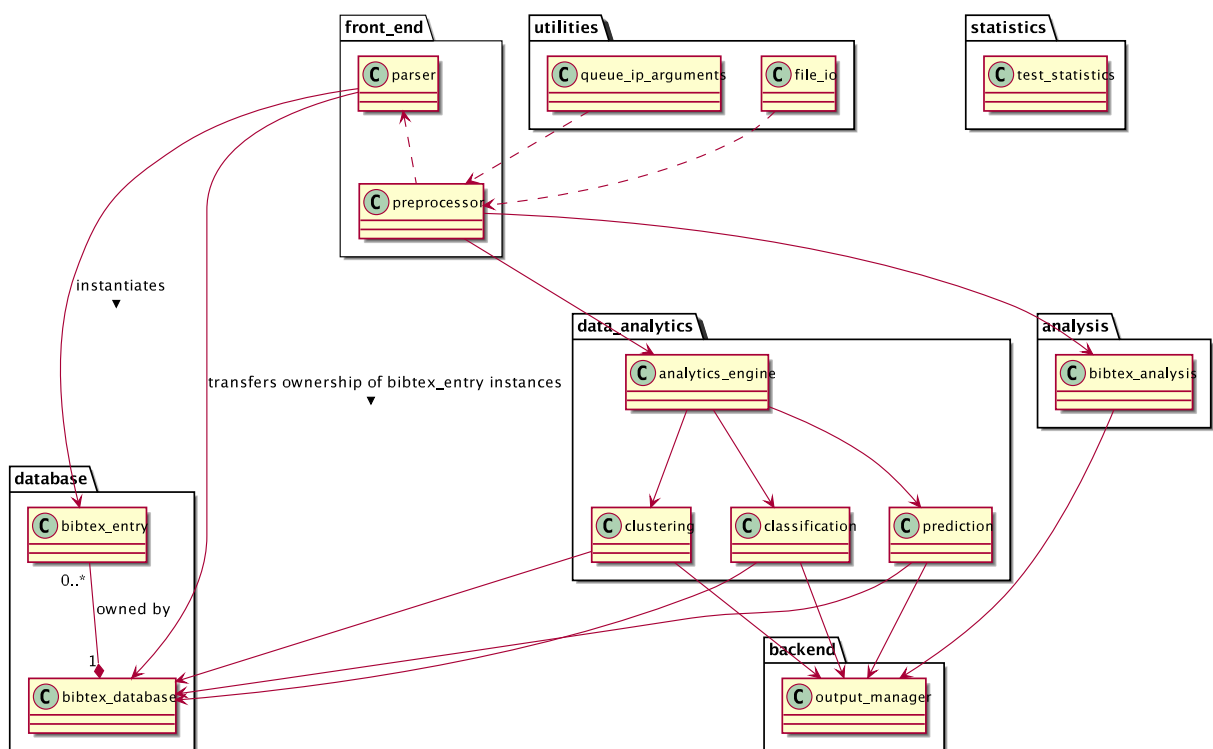 front_end
utilities
statistics
C parser
C queue_ip_arguments
C file_io
C test_statistics
C preprocessor
instantiates
▼
data_analytics
analysis
C analytics_engine
C bibtex_analysis
transfers ownership of bibtex_entry instances
▼
database
C bibtex_entry
C clustering
C classification
C prediction
0..*
owned by
1
backend
C bibtex_database
C output_manager